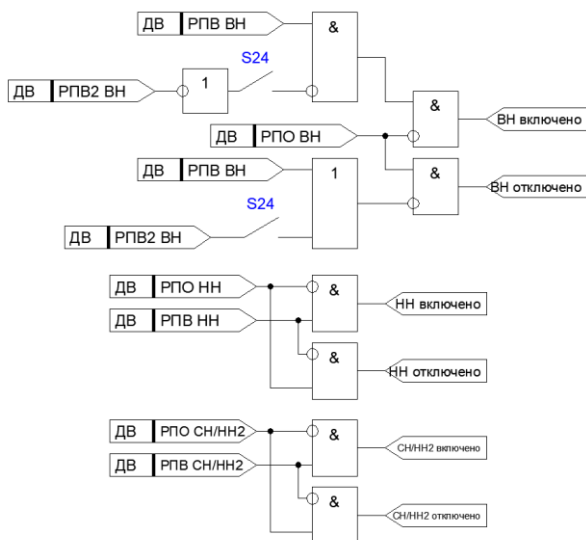 ДВ РПВ ВН
&
S24
ДВ РПВ2 ВН
1
&
ВН включено
ДВ РПО ВН
ДВ РПВ ВН
1
&
ВН отключено
S24
ДВ РПВ2 ВН
ДВ РПО НН
&
НН включено
ДВ РПВ НН
&
НН отключено
ДВ РПО СН/НН2
&
СН/НН2 включено
ДВ РПВ СН/НН2
&
СН/НН2 отключено